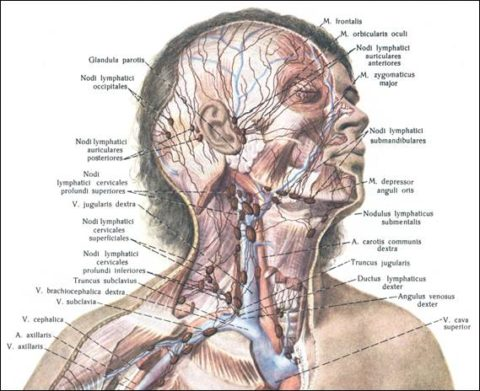 M. frontalis
M. orbicularis oculi
Nodi lymphatici
auriculares
anteriores
M. zygomaticus
major
Nodi lymphatici
submandibulares
M. depressor
anguli oris
Nodulus lymphaticus
submentalis
A. carotis communis
dextra
Truncus jugularis
Ductus lymphaticus
dexter
Angulus venosus
dexter
V. cava
superior
Glandula parotis
Nodi lymphatici
occipitales
Nodi lymphatici
auriculares
posteriores
Nodi
lymphatici cervicales
profundi superiores
V. jugularis dextra
Nodi lymphatici
cervicales
superficiales
Nodi lymphatici
cervicales
profundi inferiores
Truncus subclavius
V. brachiocephalica dextra
V. subclavia
V. cephalica
A. axillaris
V. axillaris